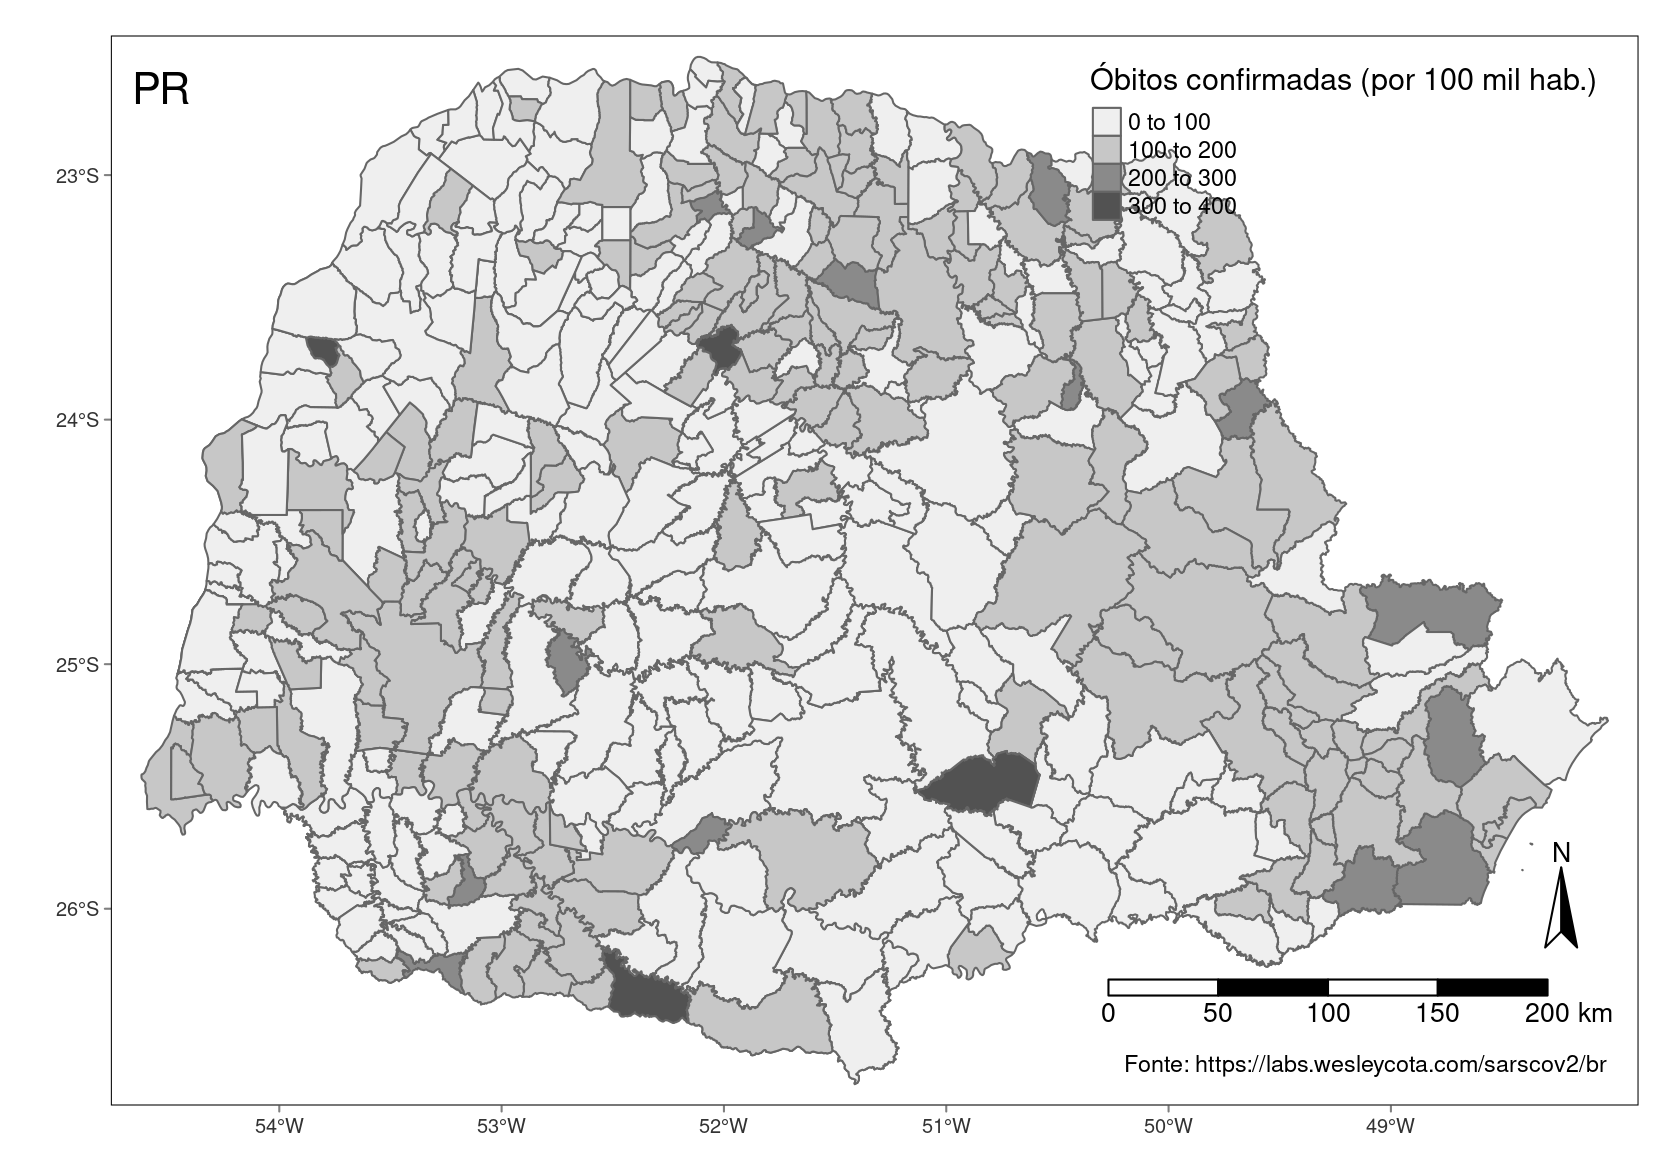 PR
Óbitos confirmadas (por 100 mil hab.)
0 to 100
100 to 200
200 to 300
300 to 400
23°S
24°S
25°S
26°S
N
0 50 100 150 200 km
Fonte: https://labs.wesleycota.com/sarscov2/br
54°W 53°W 52°W 51°W 50°W 49°W